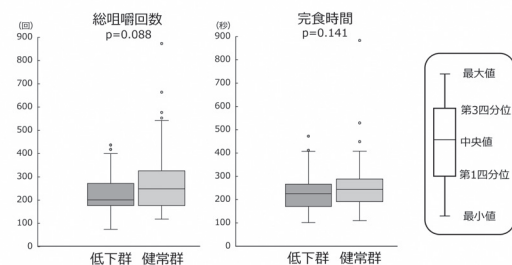 総咀嚼回数
p=0.088
(回)
900
800
700
600
500
400
300
200
100
0
低下群 健常群
完食時間
p=0.141
(秒)
900
800
700
600
500
400
300
200
100
0
低下群 健常群
最大値
第3四分位
中央値
第1四分位
最小値